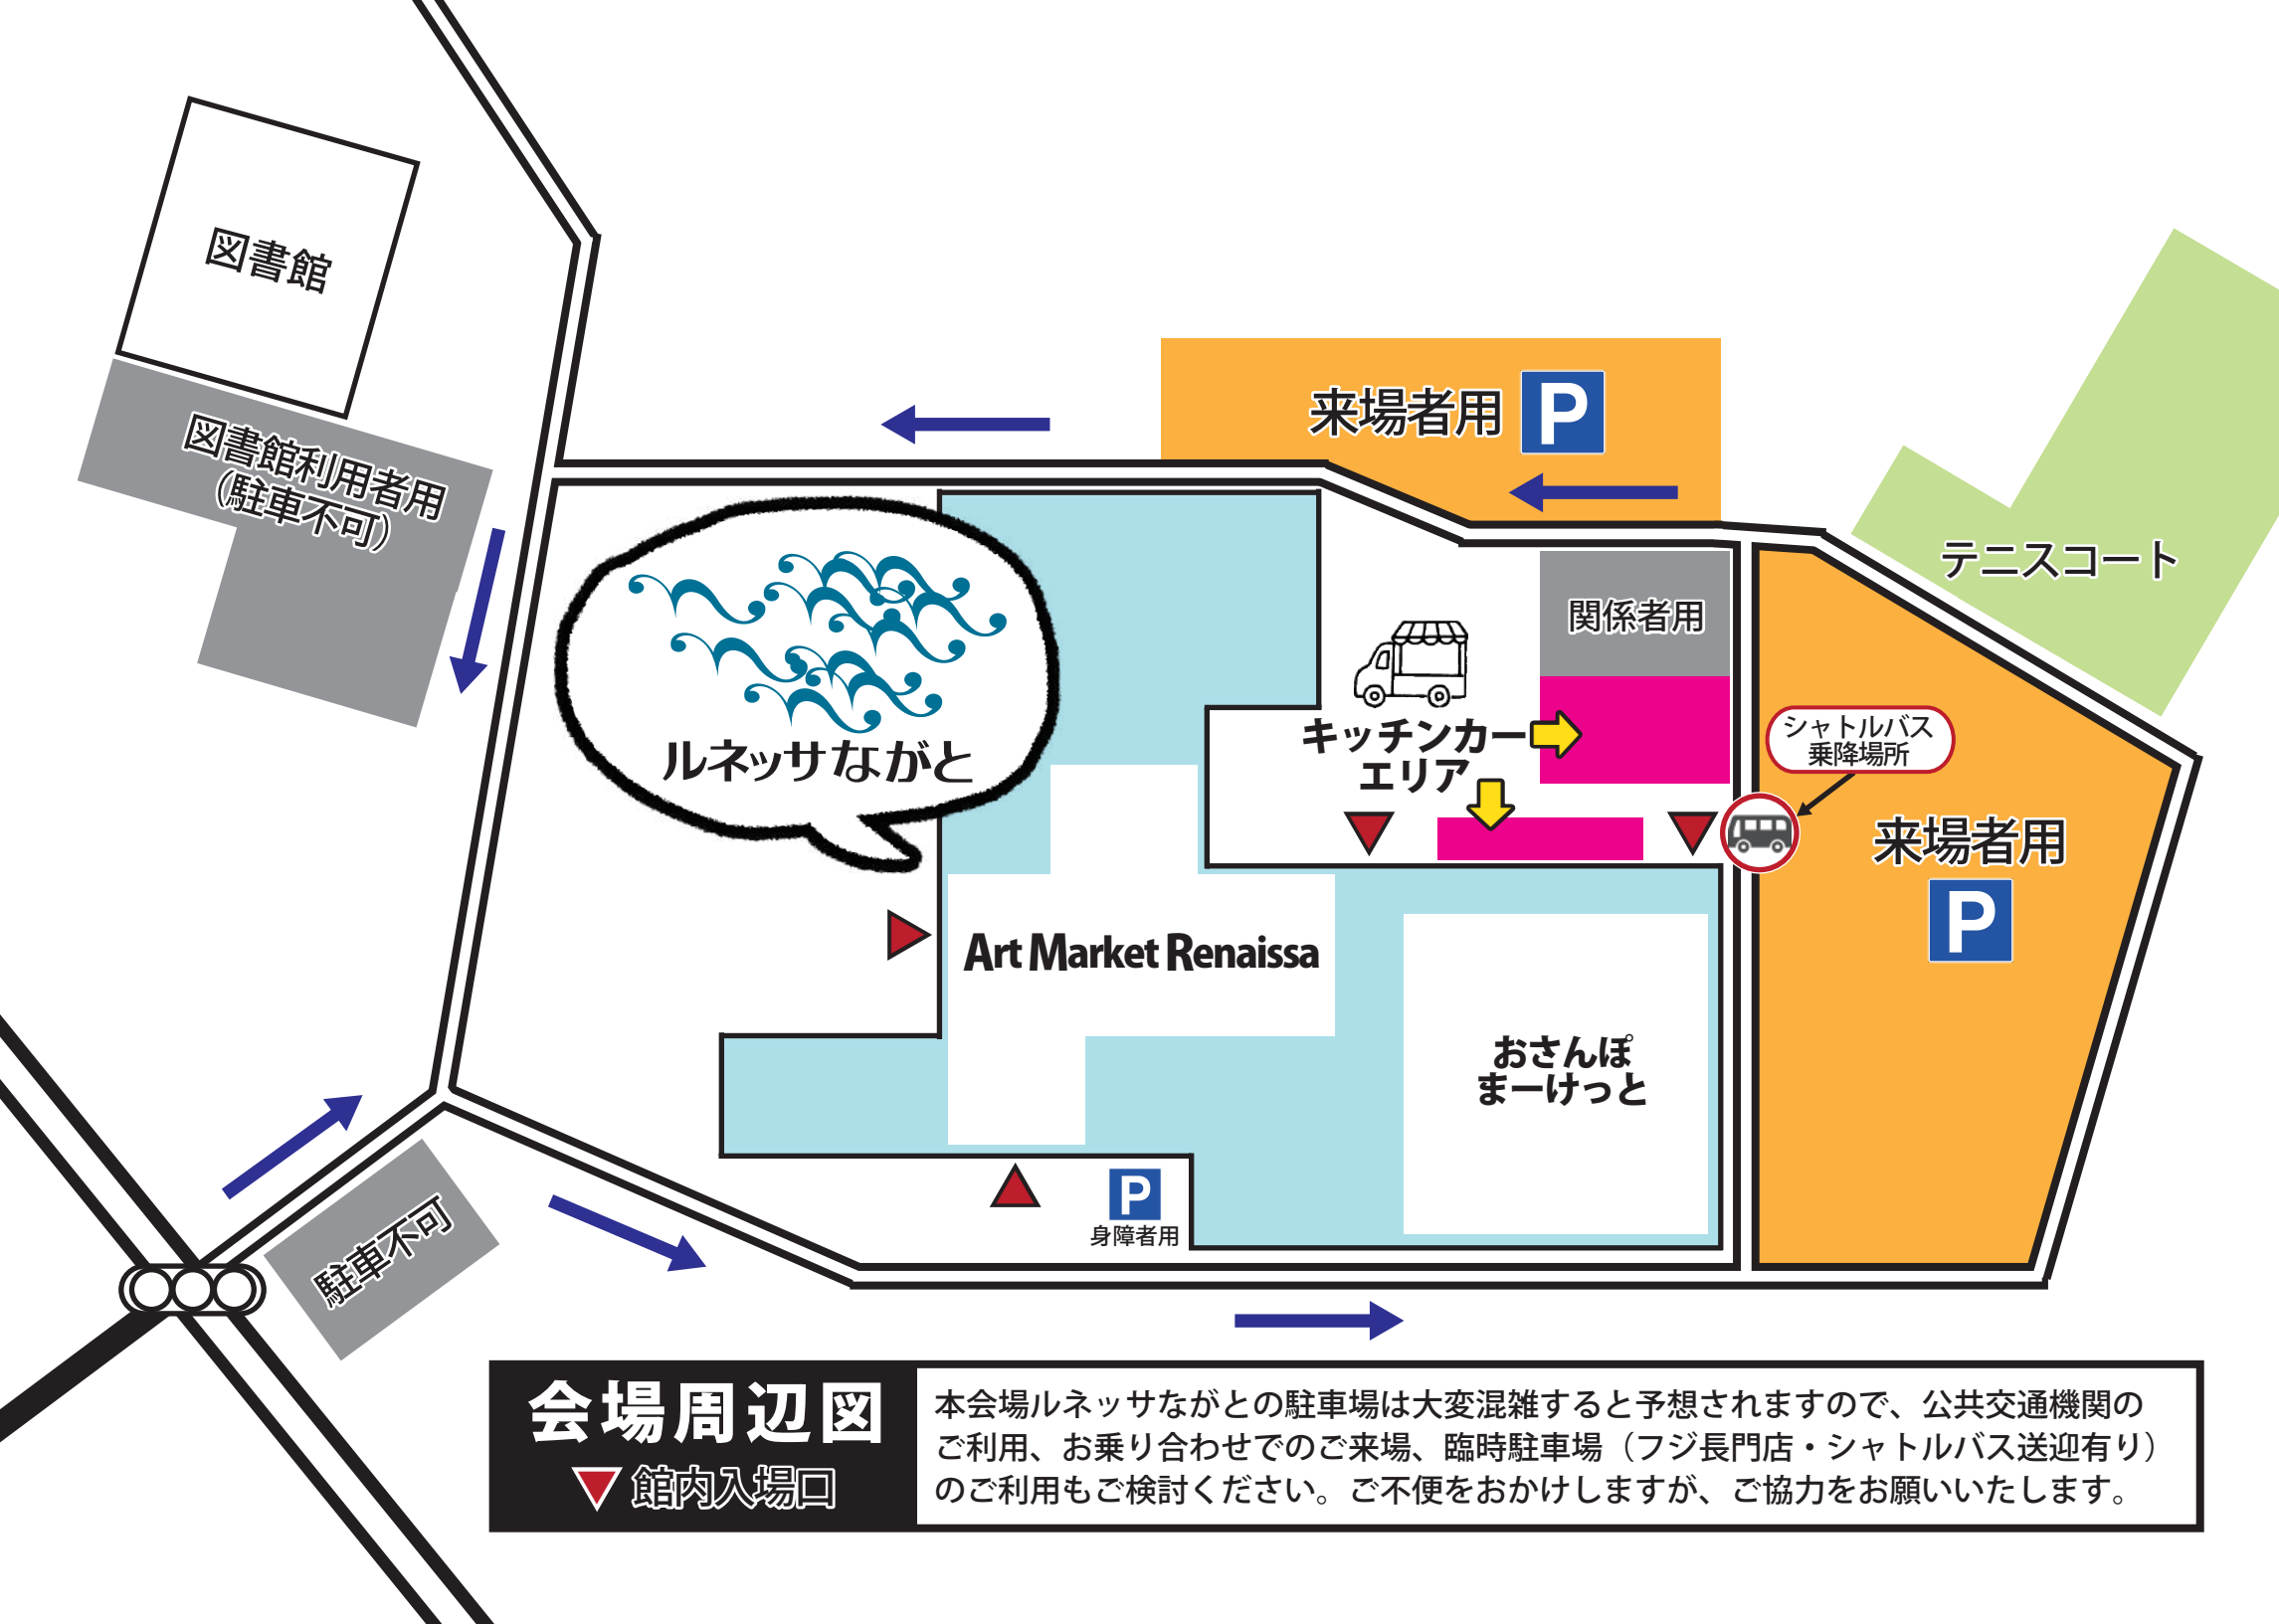 図書館
図書館利用者用
（駐車不可）
来場者用 P
テニスコート
関係者用
キッチンカー
エリア
シャトルバス
乗降場所
来場者用
P
ルネッサながと
Art Market Renaissa
おさんぽ
まーけっと
P
身障者用
駐車不可
会場周辺図
館内入場口
本会場ルネッサながとの駐車場は大変混雑すると予想されますので、公共交通機関の
ご利用、お乗り合わせでのご来場、臨時駐車場（フジ長門店・シャトルバス送迎有り）
のご利用もご検討ください。ご不便をおかけしますが、ご協力をお願いいたします。